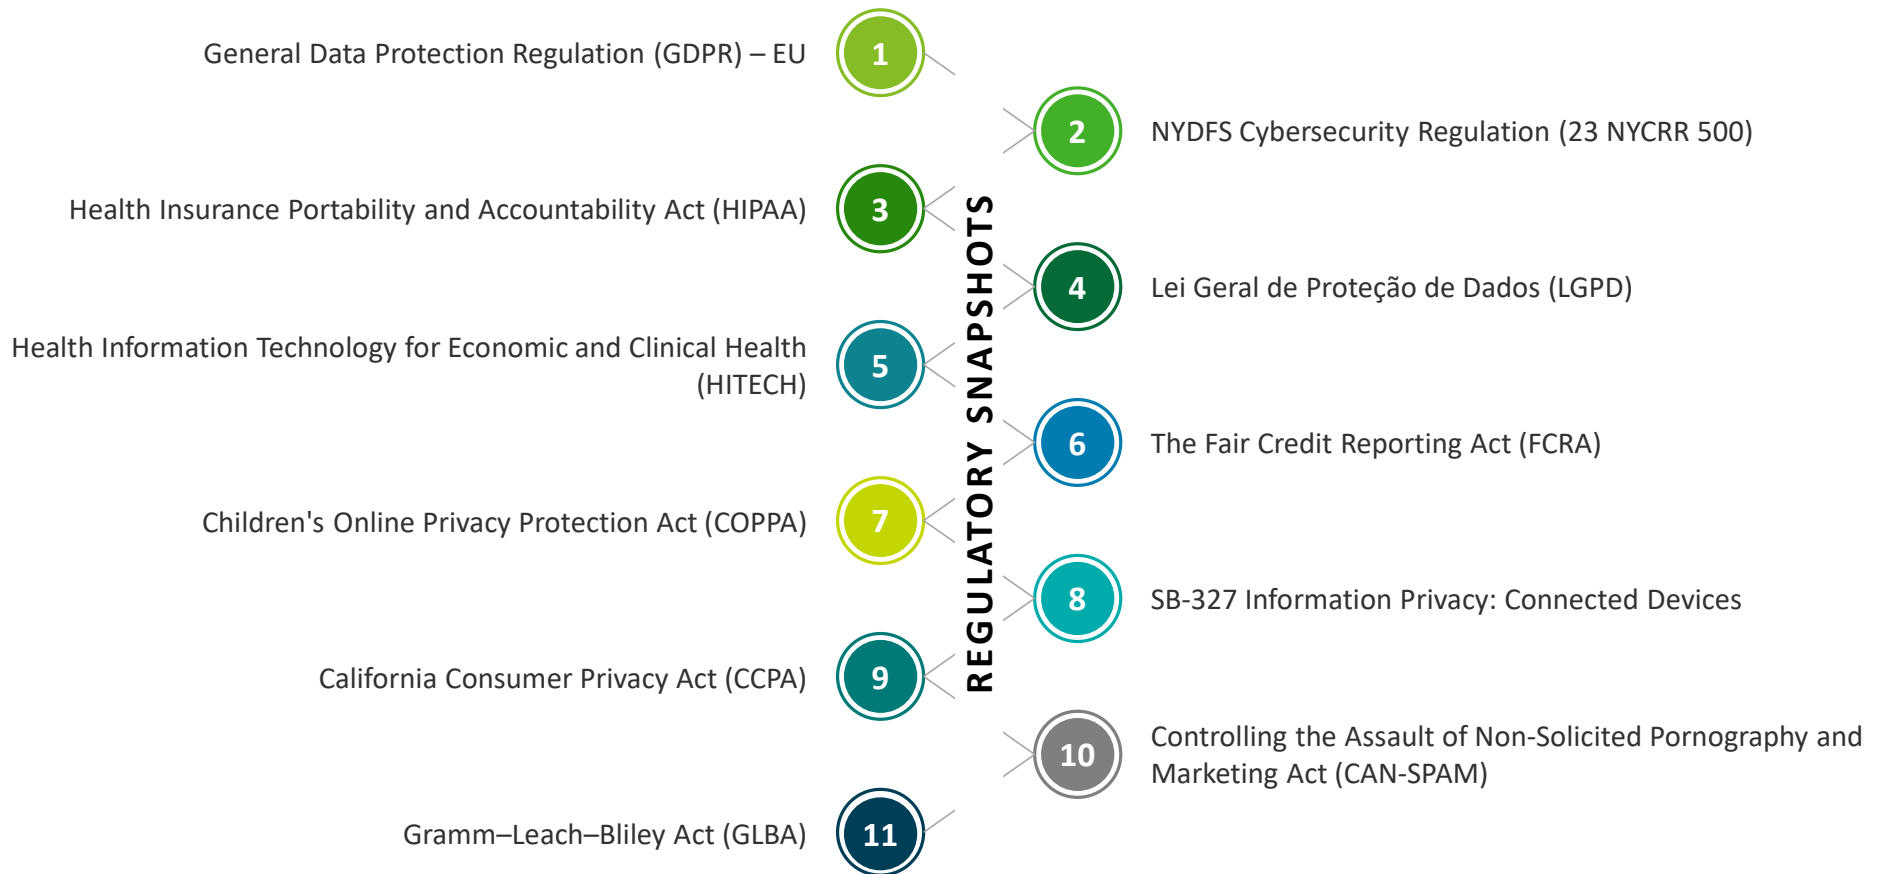 General Data Protection Regulation (GDPR) – EU
1
2
NYDFS Cybersecurity Regulation (23 NYCRR 500)
Health Insurance Portability and Accountability Act (HIPAA)
3
REGULATORY SNAPSHOTS
4
Lei Geral de Proteção de Dados (LGPD)
Health Information Technology for Economic and Clinical Health
(HITECH)
5
6
The Fair Credit Reporting Act (FCRA)
Children's Online Privacy Protection Act (COPPA)
7
8
SB-327 Information Privacy: Connected Devices
California Consumer Privacy Act (CCPA)
9
10
Controlling the Assault of Non-Solicited Pornography and
Marketing Act (CAN-SPAM)
Gramm–Leach–Bliley Act (GLBA)
11